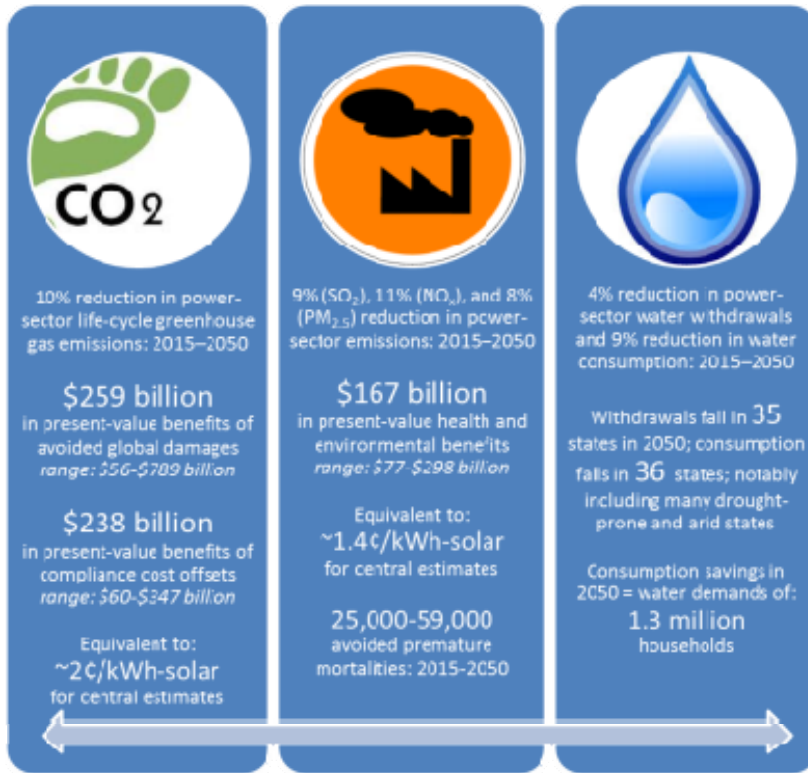 CO2
10% reduction in power-
sector life-cycle greenhouse
gas emissions: 2015–2050
$259 billion
in present-value benefits of
avoided global damages
range: $56-$789 billion
$238 billion
in present-value benefits of
compliance cost offsets
range: $60-$347 billion
Equivalent to:
~2¢/kWh-solar
for central estimates
9% (SO₂), 11% (NOₓ), and 8%
(PM₂.₅) reduction in power-
sector emissions: 2015–2050
$167 billion
in present-value health and
environmental benefits
range: $77-$298 billion
Equivalent to:
~1.4¢/kWh-solar
for central estimates
25,000-59,000
avoided premature
mortalities: 2015-2050
4% reduction in power-
sector water withdrawals
and 9% reduction in water
consumption: 2015–2050
Withdrawals fall in 35
states in 2050; consumption
falls in 36 states; notably
including many drought-
prone and arid states
Consumption savings in
2050 = water demands of:
1.3 million
households